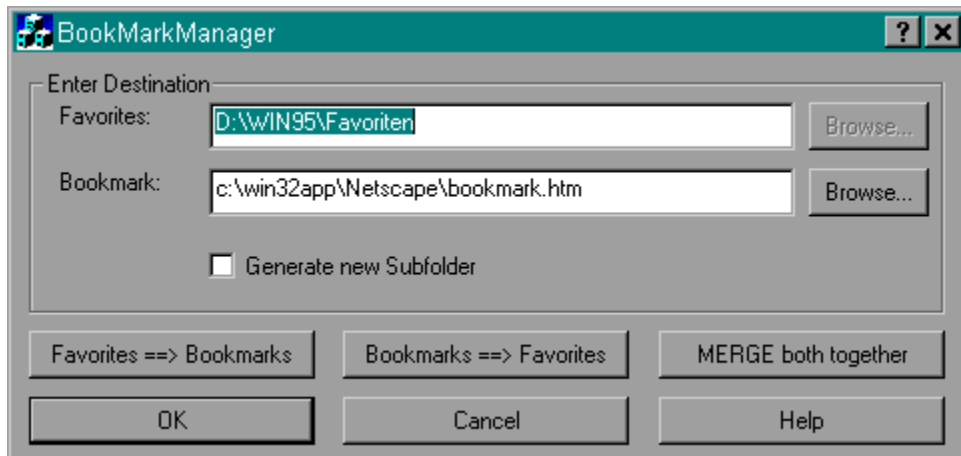 BookMarkManager
Enter Destination
Favorites: D:\WIN95\Favoriten Browse...
Bookmark: c:\win32app\Netscape\bookmark.htm Browse...
Generate new Subfolder
Favorites ==> Bookmarks Bookmarks ==> Favorites MERGE both together
OK Cancel Help